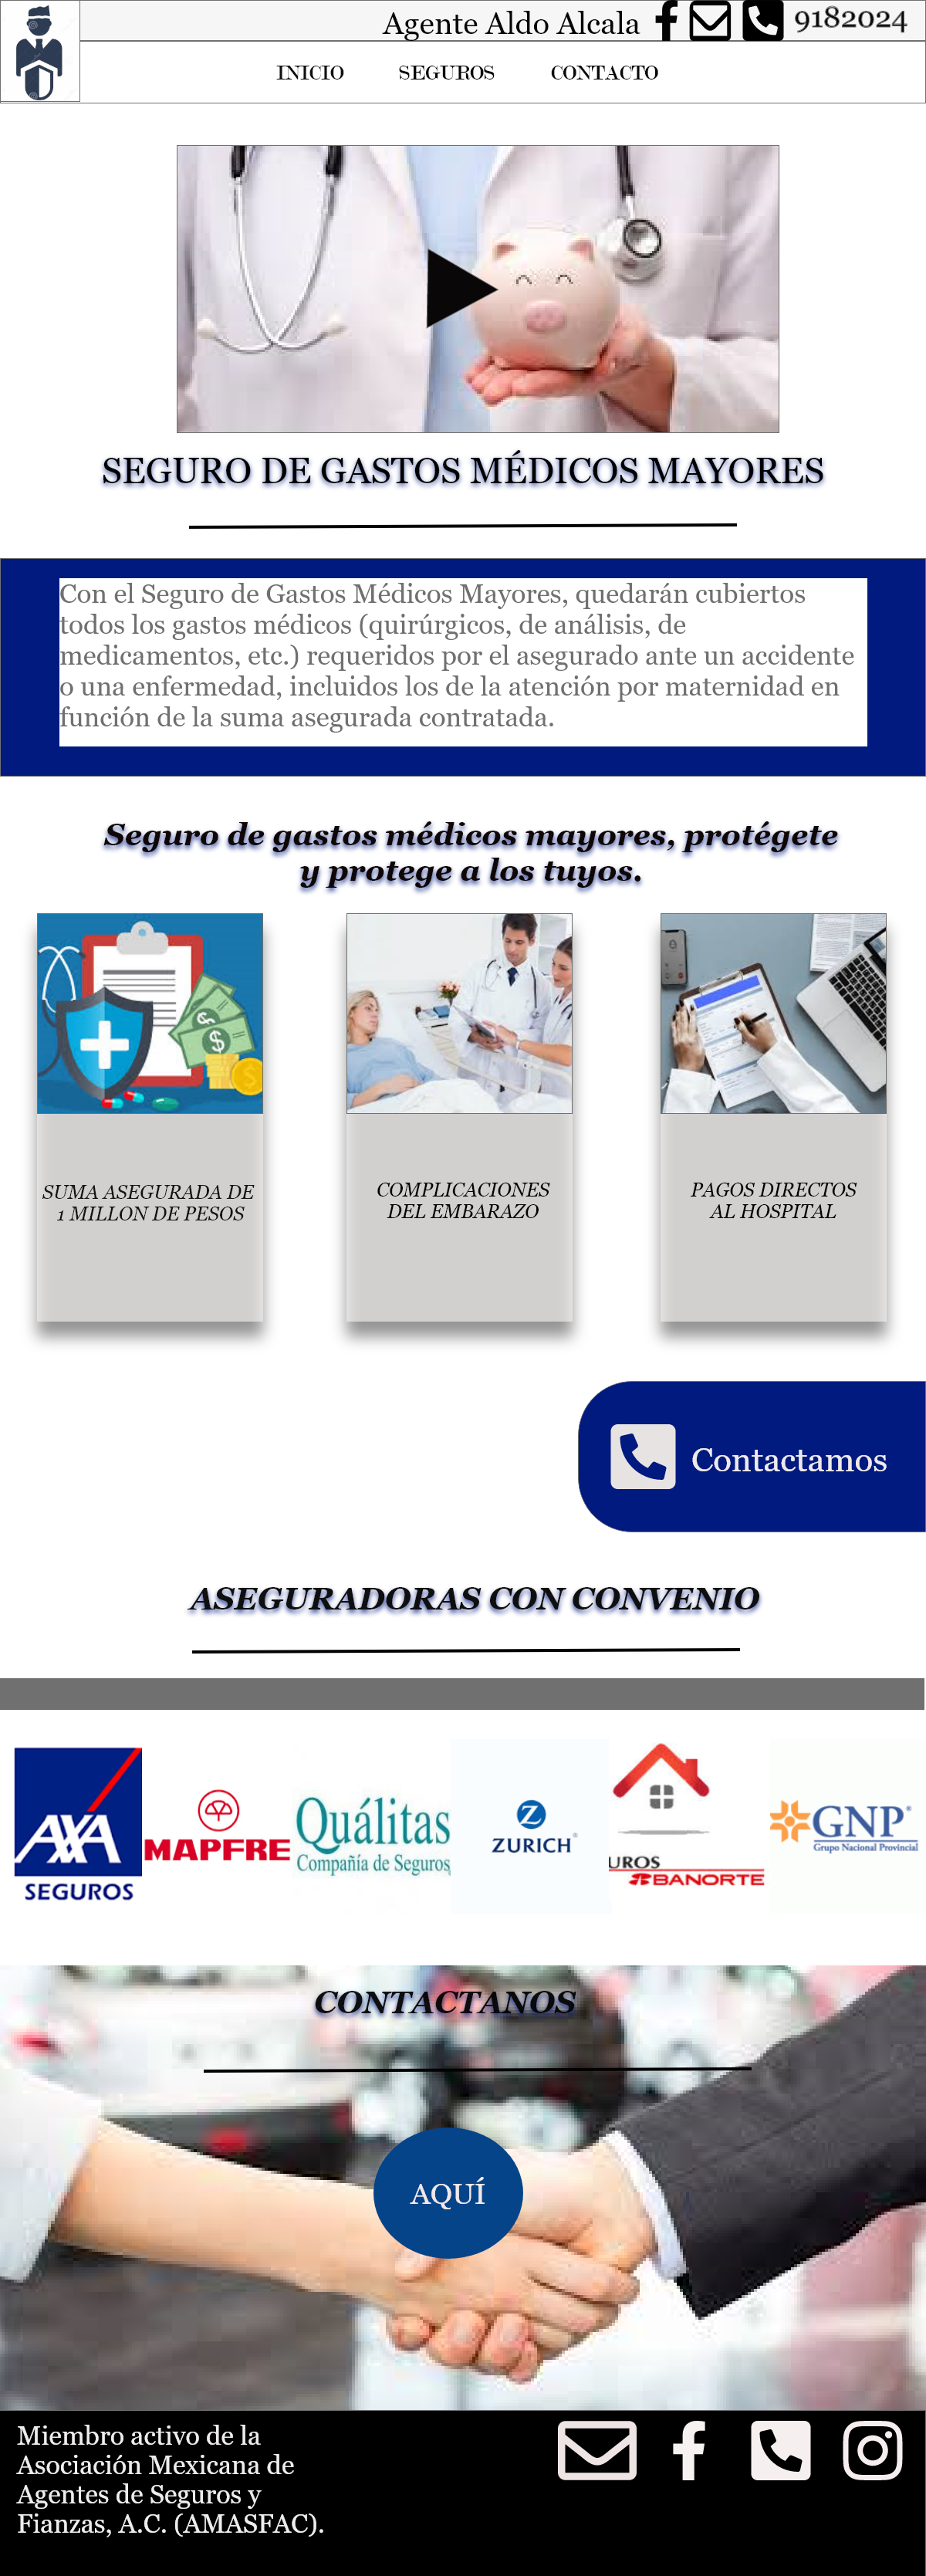 Agente Aldo Alcala
9182024
INICIO SEGUROS CONTACTO
SEGURO DE GASTOS MÉDICOS MAYORES
Con el Seguro de Gastos Médicos Mayores, quedarán cubiertos
todos los gastos médicos (quirúrgicos, de análisis, de
medicamentos, etc.) requeridos por el asegurado ante un accidente
o una enfermedad, incluidos los de la atención por maternidad en
función de la suma asegurada contratada.
Seguro de gastos médicos mayores, protégete
y protege a los tuyos.
SUMA ASEGURADA DE
1 MILLON DE PESOS
COMPLICACIONES
DEL EMBARAZO
PAGOS DIRECTOS
AL HOSPITAL
Contactamos
ASEGURADORAS CON CONVENIO
AXA
SEGUROS
MAPFRE
Quálitas
Compañía de Seguros
Z
ZURICH®
UROS
BANORTE
GNP®
Grupo Nacional Provincial
CONTACTANOS
AQUÍ
Miembro activo de la
Asociación Mexicana de
Agentes de Seguros y
Fianzas, A.C. (AMASFAC).